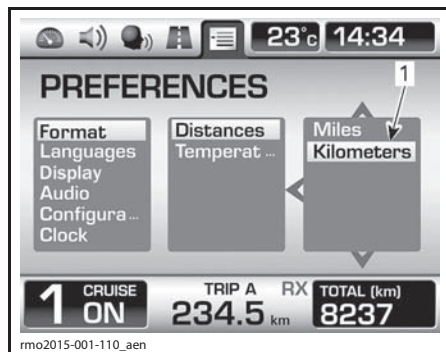 23°c 14:34
PREFERENCES
1
Format
Languages
Display
Audio
Configura ...
Clock
Distances
Temperat ...
Miles
Kilometers
1 CRUISE ON
TRIP A
234.5 km
RX
TOTAL (km)
8237
rmo2015-001-110_aen